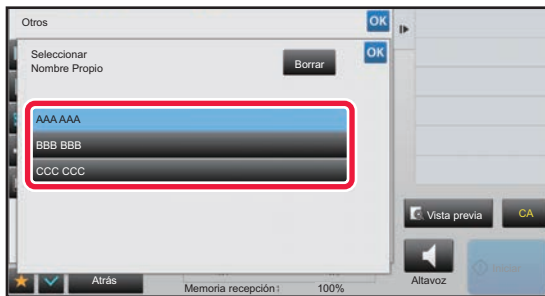 Otros
OK
Seleccionar
Nombre Propio
Borrar
OK
AAA AAA
BBB BBB
CCC CCC
Vista previa
CA
Atrás
Memoria recepción:
100%
Altavoz
Iniciar